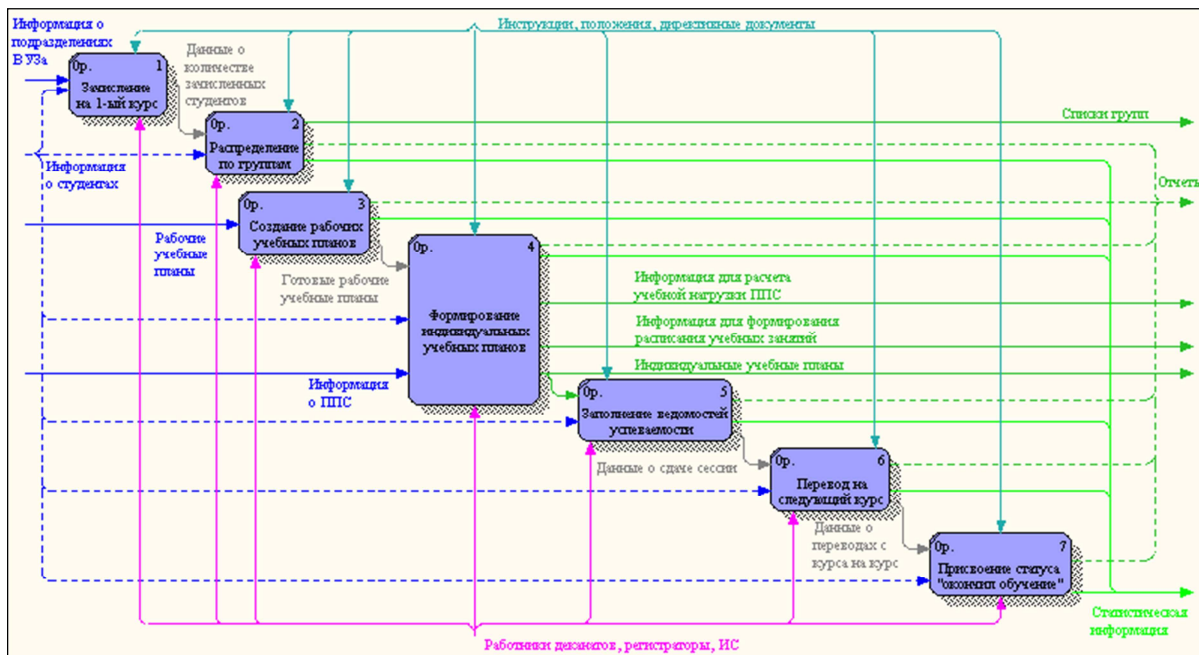 Информация о
подразделениях
ВУЗа
Инструкции, положения, директивные документы
Данные о
количестве
зачисленных
студентов
0р. 1
Зачисление
на 1-ый курс
Списки групп
0р. 2
Распределение
по группам
Информация
о студентах
Отчеты
0р. 3
Создание рабочих
учебных планов
Рабочие
учебные
планы
0р. 4
Формирование
индивидуальных
учебных планов
Готовые рабочие
учебные планы
Информация для расчета
учебной нагрузки ППС
Информация для формирования
расписания учебных занятий
Индивидуальные учебные планы
Информация
о ППС
0р. 5
Заполнение ведомостей
успеваемости
Данные о сдаче сессии
0р. 6
Перевод на
следующий курс
Данные о
переводах с
курса на курс
0р. 7
Присвоение статуса
"окончил обучение"
Статистическая
информация
Работники деканатов, регистраторы, ИС